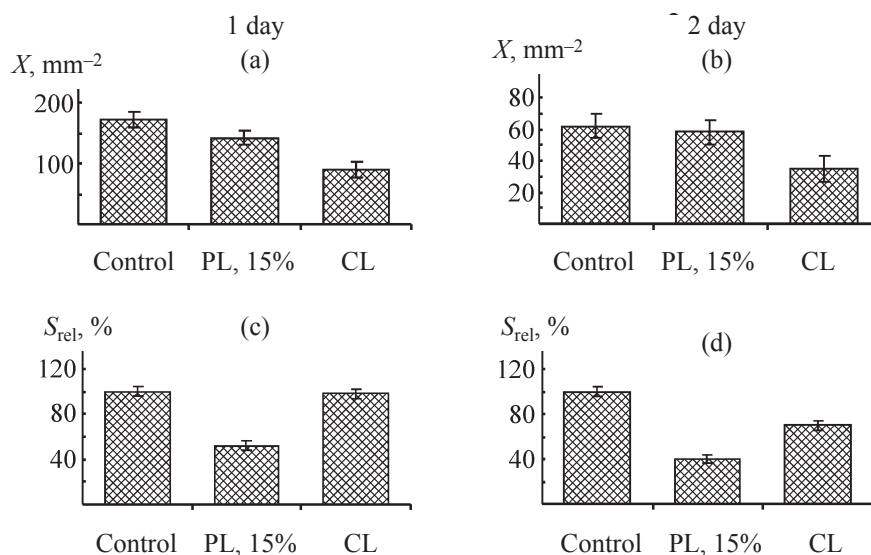 1 day
2 day
(a)
(b)
X, mm⁻²
X, mm⁻²
200
100
80
60
40
20
Control PL, 15% CL
Control PL, 15% CL
S_rel, %
(c)
S_rel, %
(d)
120
80
40
120
80
40
Control PL, 15% CL
Control PL, 15% CL